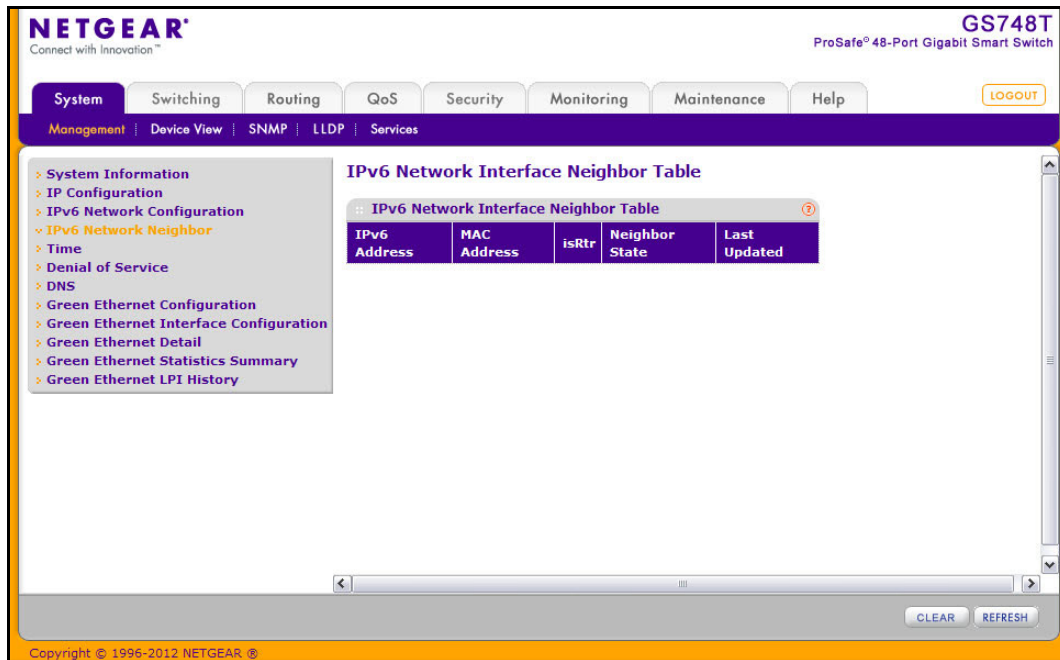 NETGEAR®
GS748T
Connect with Innovation™
ProSafe® 48-Port Gigabit Smart Switch
System Switching Routing QoS Security Monitoring Maintenance Help LOGOUT
Management Device View SNMP LLDP Services
System Information
IP Configuration
IPv6 Network Configuration
IPv6 Network Neighbor
Time
Denial of Service
DNS
Green Ethernet Configuration
Green Ethernet Interface Configuration
Green Ethernet Detail
Green Ethernet Statistics Summary
Green Ethernet LPI History
IPv6 Network Interface Neighbor Table
IPv6 Network Interface Neighbor Table ?
IPv6 Address MAC Address isRtr Neighbor State Last Updated
CLEAR REFRESH
Copyright © 1996-2012 NETGEAR ®